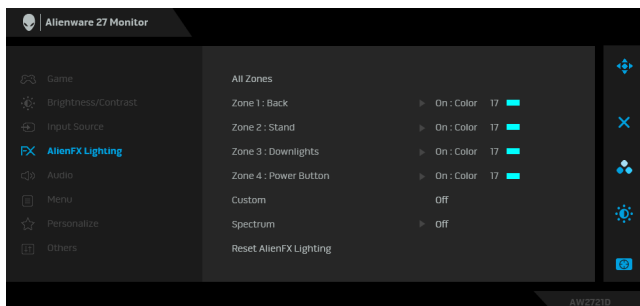 Alienware 27 Monitor
Game
Brightness/Contrast
Input Source
AlienFX Lighting
Audio
Menu
Personalize
Others
All Zones
Zone 1 : Back On : Color 17
Zone 2 : Stand On : Color 17
Zone 3 : Downlights On : Color 17
Zone 4 : Power Button On : Color 17
Custom Off
Spectrum Off
Reset AlienFX Lighting
AW2721D